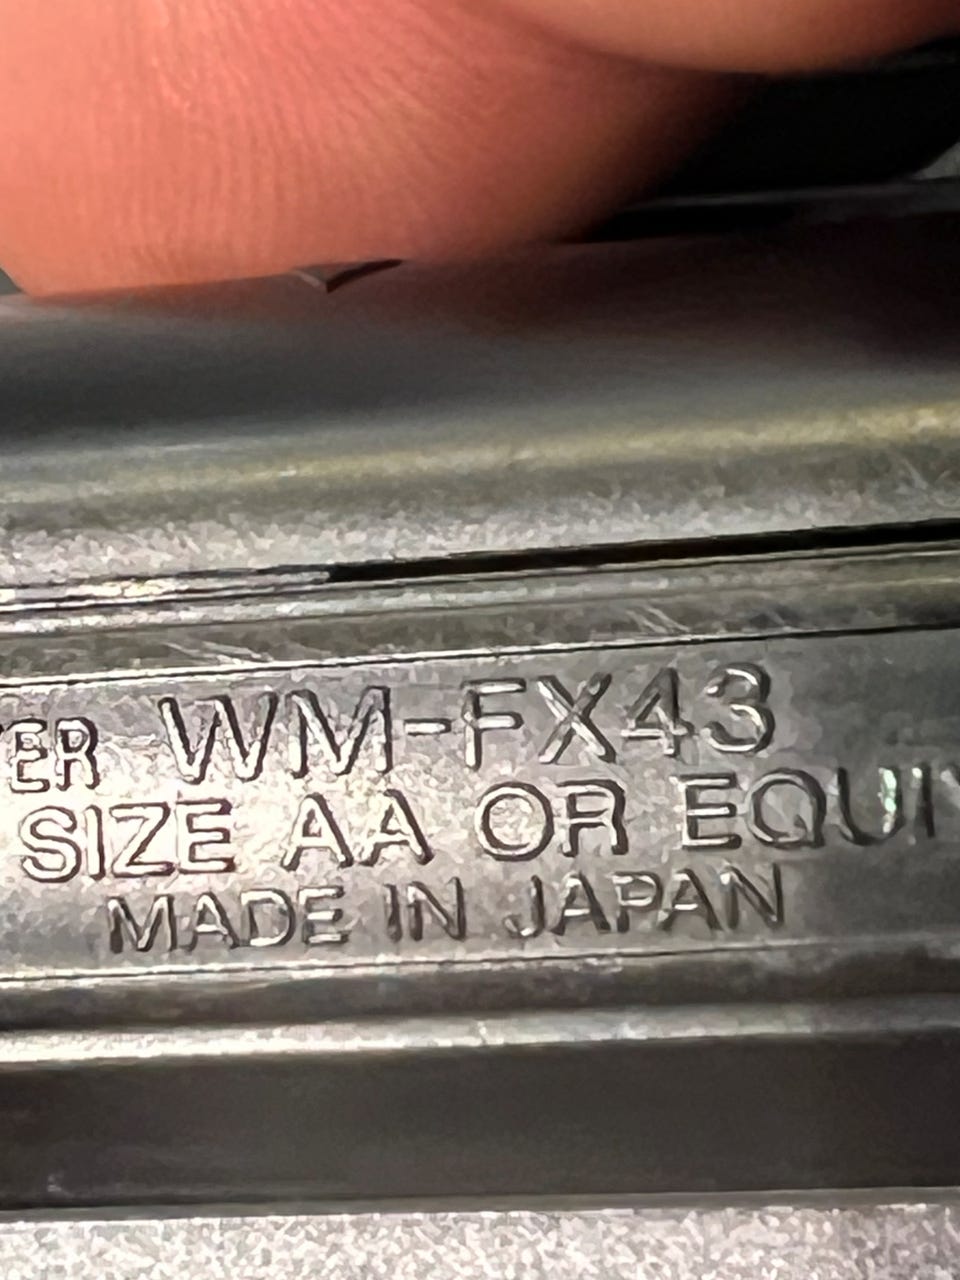 ER WM-FX43
SIZE AA OR EQUI
MADE IN JAPAN